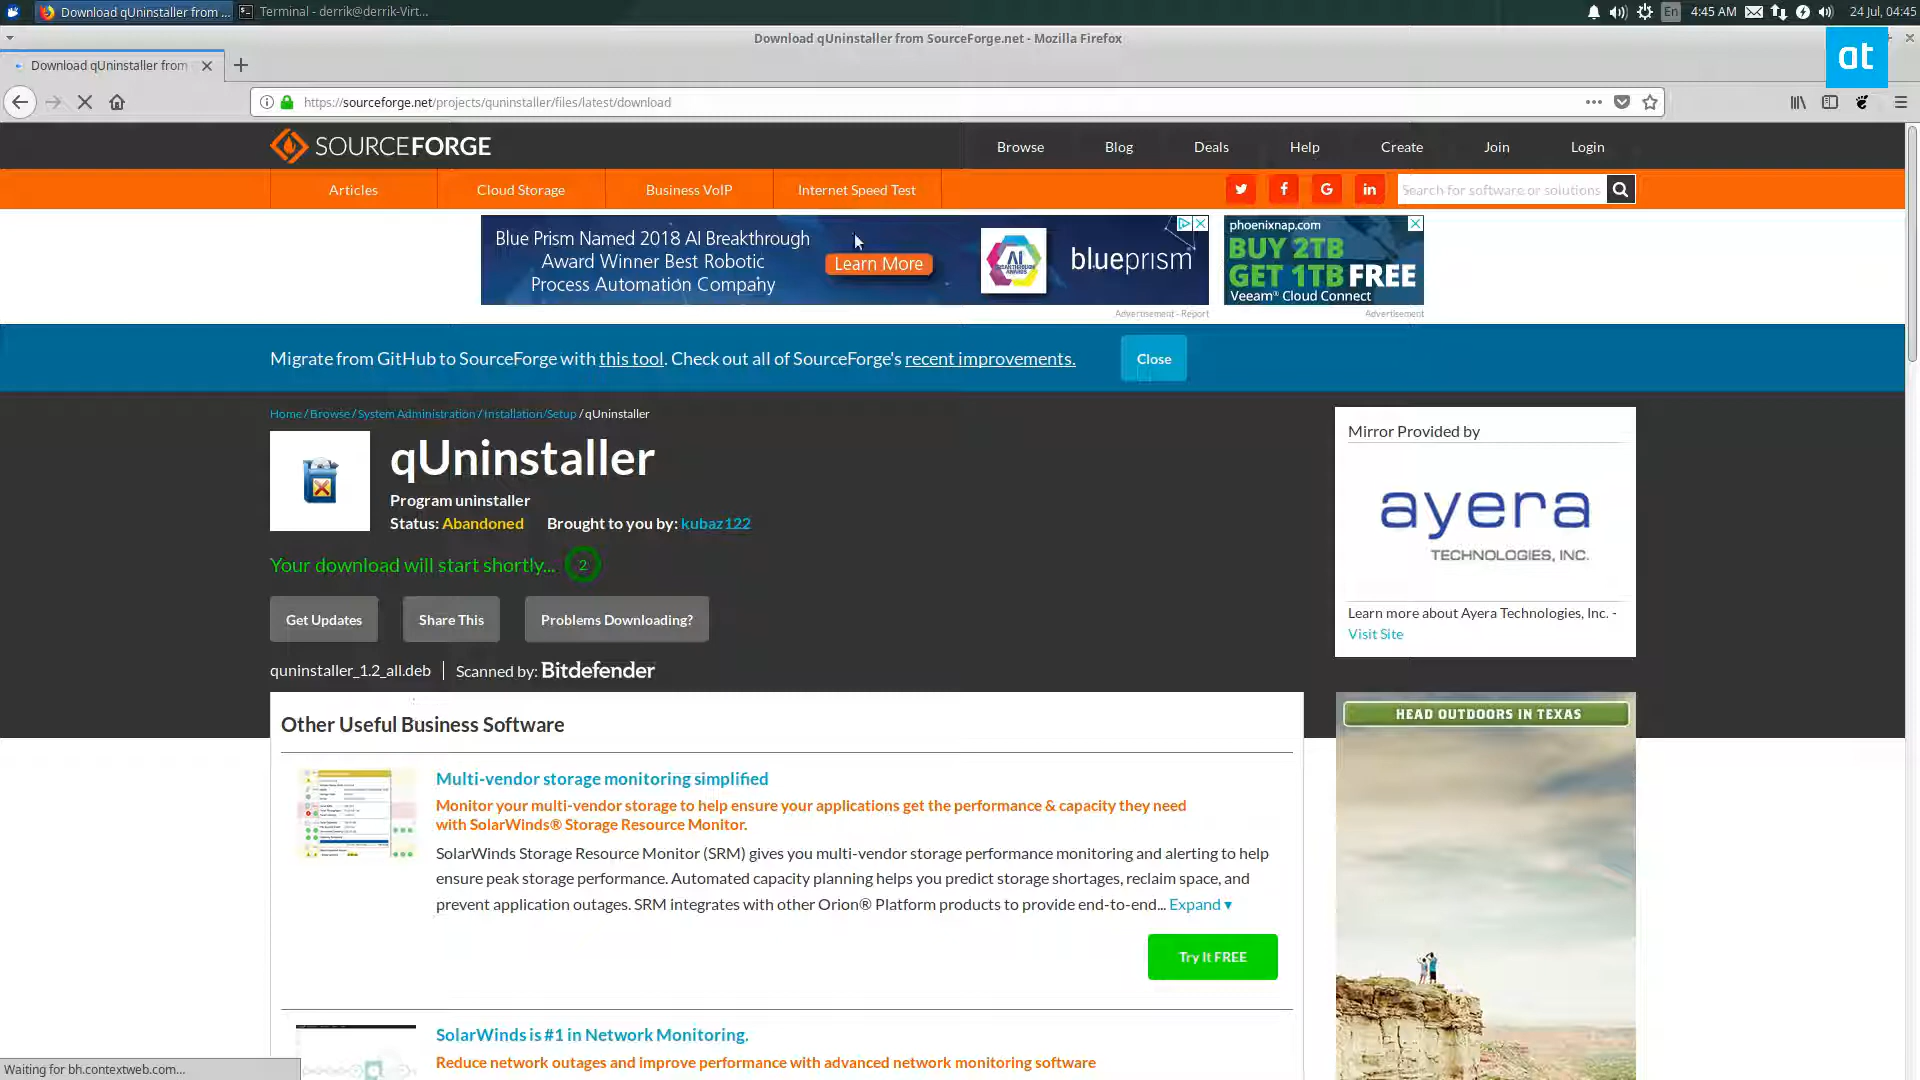 Download qUninstaller from ...
Terminal - derrik@derrik-Virt...
En
4:45 AM
24 Jul, 04:45
Download qUninstaller from SourceForge.net - Mozilla Firefox
at
Download qUninstaller from
https://sourceforge.net/projects/quninstaller/files/latest/download
SOURCEFORGE
Browse
Blog
Deals
Help
Create
Join
Login
Articles
Cloud Storage
Business VoIP
Internet Speed Test
Search for software or solutions
Blue Prism Named 2018 AI Breakthrough
Award Winner Best Robotic
Process Automation Company
Learn More
AI
blueprism
phoenixnap.com
BUY 2TB
GET 1TB FREE
Veeam® Cloud Connect
Advertisement - Report
Advertisement
Migrate from GitHub to SourceForge with this tool. Check out all of SourceForge's recent improvements.
Close
Home / Browse / System Administration / Installation/Setup / qUninstaller
qUninstaller
Program uninstaller
Status: Abandoned Brought to you by: kubaz122
Your download will start shortly... 2
Get Updates
Share This
Problems Downloading?
quninstaller_1.2_all.deb | Scanned by: Bitdefender
Mirror Provided by
ayera
TECHNOLOGIES, INC.
Learn more about Ayera Technologies, Inc. -
Visit Site
Other Useful Business Software
Multi-vendor storage monitoring simplified
Monitor your multi-vendor storage to help ensure your applications get the performance & capacity they need
with SolarWinds® Storage Resource Monitor.
SolarWinds Storage Resource Monitor (SRM) gives you multi-vendor storage performance monitoring and alerting to help
ensure peak storage performance. Automated capacity planning helps you predict storage shortages, reclaim space, and
prevent application outages. SRM integrates with other Orion® Platform products to provide end-to-end... Expand ▾
Try It FREE
SolarWinds is #1 in Network Monitoring.
Reduce network outages and improve performance with advanced network monitoring software
HEAD OUTDOORS IN TEXAS
Waiting for bh.contextweb.com...